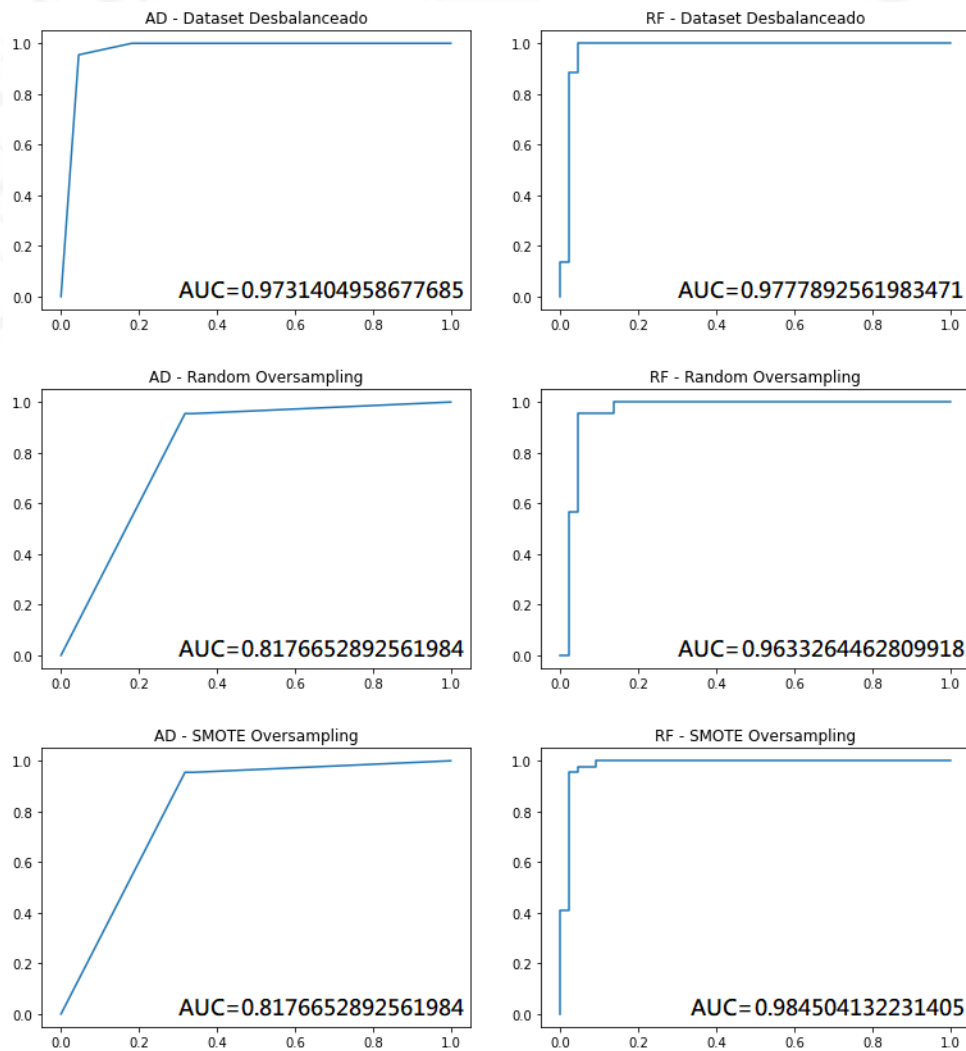 AD - Dataset Desbalanceado
1.0
0.8
0.6
0.4
0.2
0.0
AUC=0.9731404958677685
0.0 0.2 0.4 0.6 0.8 1.0
RF - Dataset Desbalanceado
1.0
0.8
0.6
0.4
0.2
0.0
AUC=0.9777892561983471
0.0 0.2 0.4 0.6 0.8 1.0
AD - Random Oversampling
1.0
0.8
0.6
0.4
0.2
0.0
AUC=0.8176652892561984
0.0 0.2 0.4 0.6 0.8 1.0
RF - Random Oversampling
1.0
0.8
0.6
0.4
0.2
0.0
AUC=0.9633264462809918
0.0 0.2 0.4 0.6 0.8 1.0
AD - SMOTE Oversampling
1.0
0.8
0.6
0.4
0.2
0.0
AUC=0.8176652892561984
0.0 0.2 0.4 0.6 0.8 1.0
RF - SMOTE Oversampling
1.0
0.8
0.6
0.4
0.2
0.0
AUC=0.984504132231405
0.0 0.2 0.4 0.6 0.8 1.0